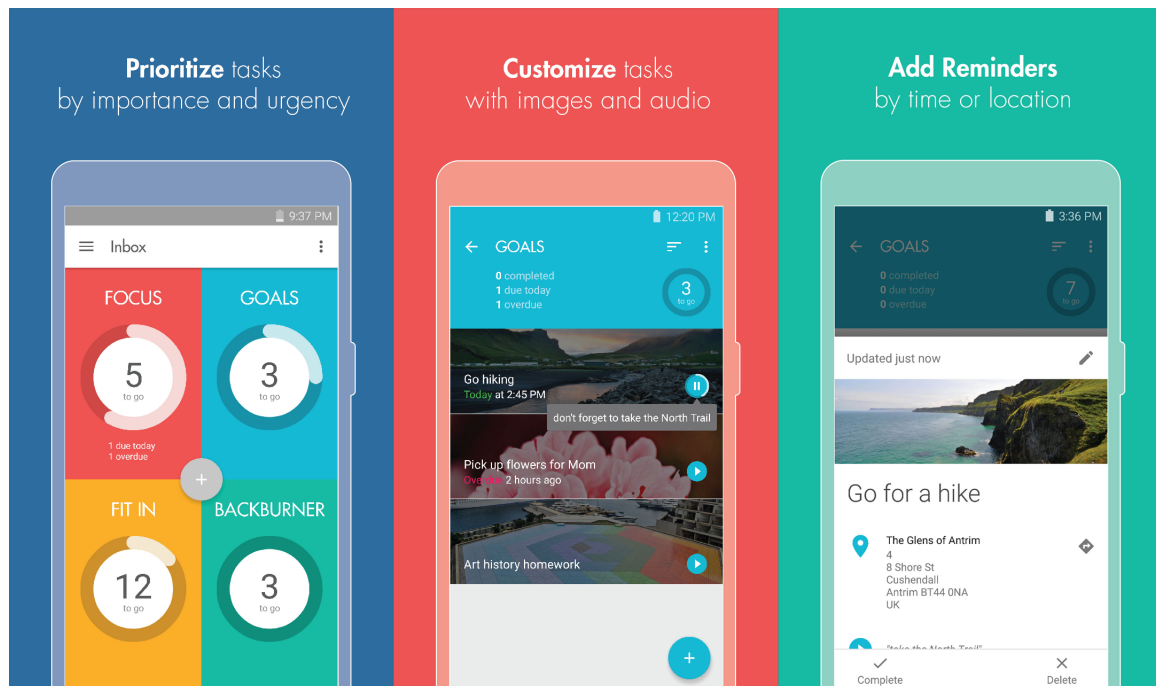 Prioritize tasks
by importance and urgency
9:37 PM
Inbox
FOCUS
5
to go
1 due today
1 overdue
GOALS
3
to go
+
FIT IN
12
to go
BACKBURNER
3
to go
Customize tasks
with images and audio
12:20 PM
GOALS
0 completed
1 due today
1 overdue
3
to go
Go hiking
Today at 2:45 PM
don't forget to take the North Trail
Pick up flowers for Mom
Overdue 2 hours ago
Art history homework
+
Add Reminders
by time or location
3:36 PM
GOALS
0 completed
0 due today
0 overdue
7
to go
Updated just now
Go for a hike
The Glens of Antrim
4
8 Shore St
Cushendall
Antrim BT44 0NA
UK
"take the North Trail"
Complete
Delete